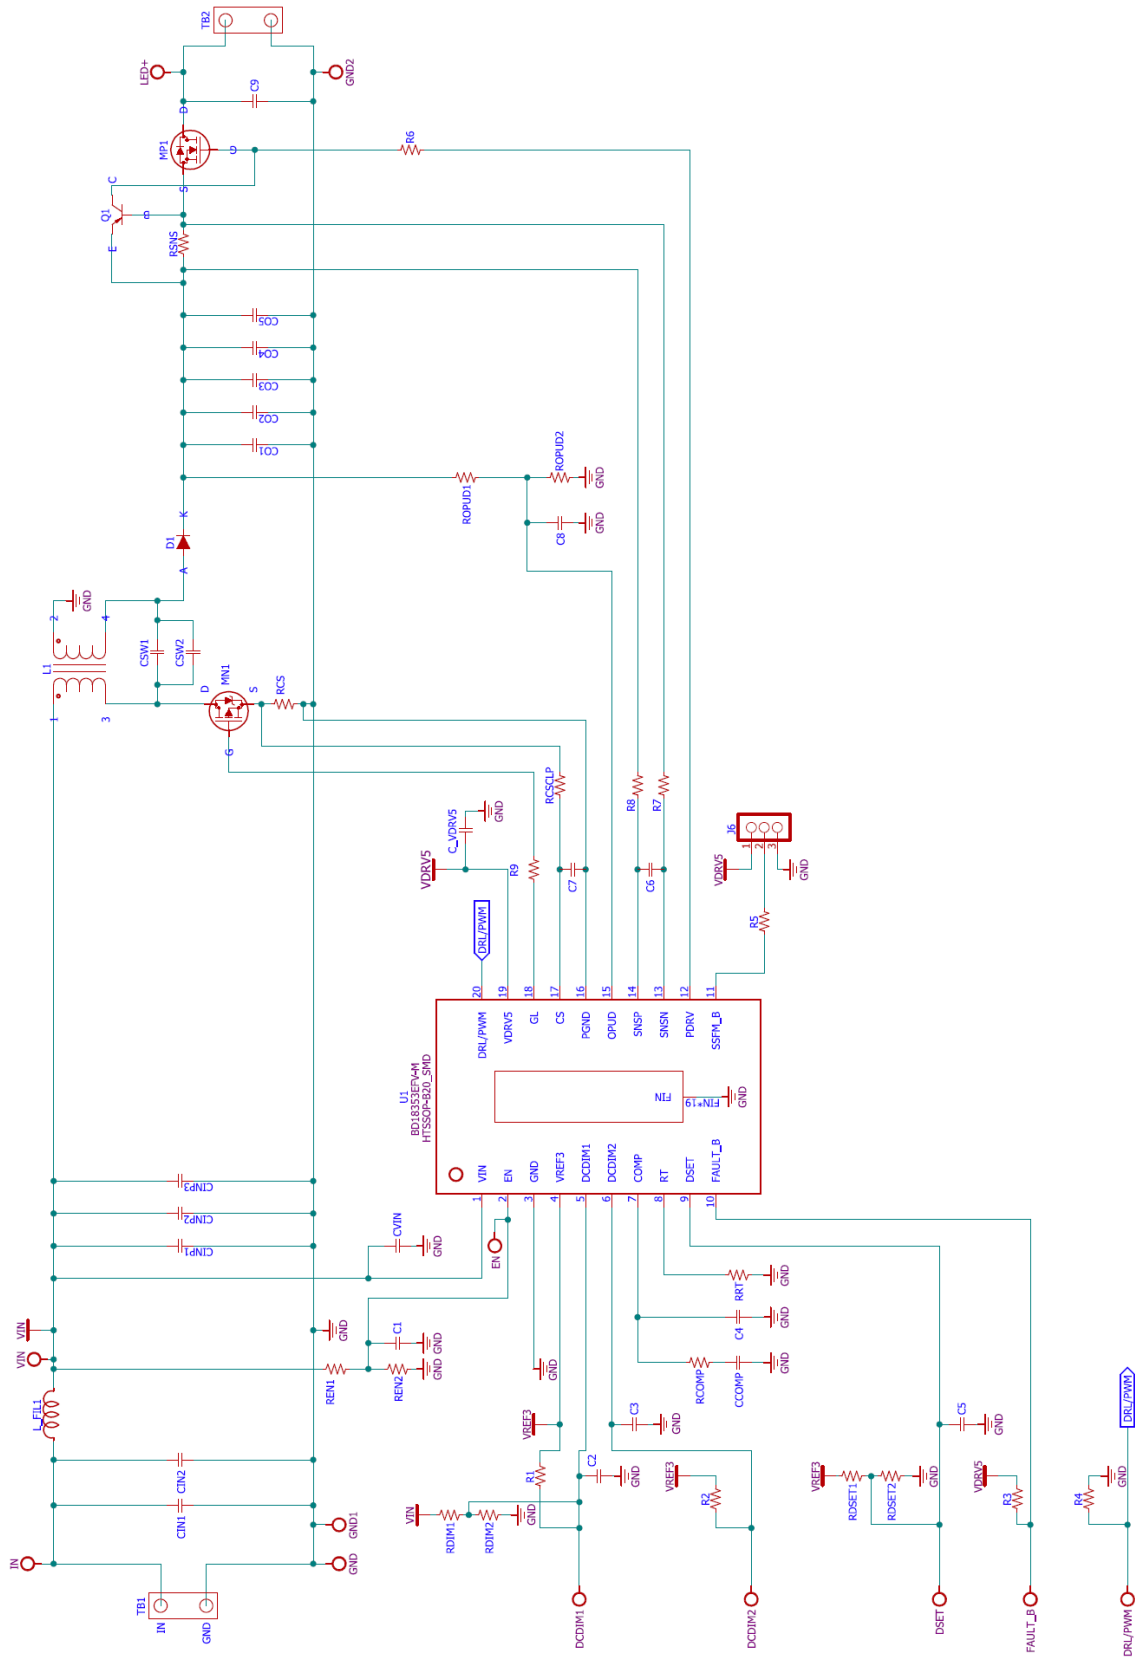 TB2
LED+
GND2
C9
D
MP1
G
S
R6
C
Q1
B
E
RSNS
CO5
CO4
CO3
CO2
CO1
ROPUD1
ROPUD2
GND
C8
GND
K
D1
A
2
GND
4
L1
1
3
CSW1
CSW2
D
MN1
S
G
RCS
RCSCLP
R8
R7
C_VDRV5
GND
VDRV5
R9
C7
C6
J6
1
2
3
VDRV5
GND
R5
DRL/PWM
20
19
18
17
16
15
14
13
12
11
DRL/PWM
VDRV5
GL
CS
PGND
OPUD
SNSP
SNSN
PDRV
SSFM_B
U1
BD18353EFV-M
HTSSOP-B20_SMD
FIN
FIN*19
GND
VIN
EN
GND
VREF3
DCDIM1
DCDIM2
COMP
RT
DSET
FAULT_B
1
2
3
4
5
6
7
8
9
10
CINP3
CINP2
CINP1
CVIN
GND
EN
VIN
VIN
GND
C1
GND
REN1
REN2
GND
GND
RRT
GND
C4
GND
RCOMP
CCOMP
GND
L_FIL1
CIN2
CIN1
GND1
IN
GND
TB1
IN
GND
VREF3
R1
C2
GND
C3
GND
VIN
RDIM1
RDIM2
GND
VREF3
R2
VREF3
RDSET1
RDSET2
GND
C5
GND
VDRV5
R3
R4
GND
DRL/PWM
DCDIM1
DCDIM2
DSET
FAULT_B
DRL/PWM